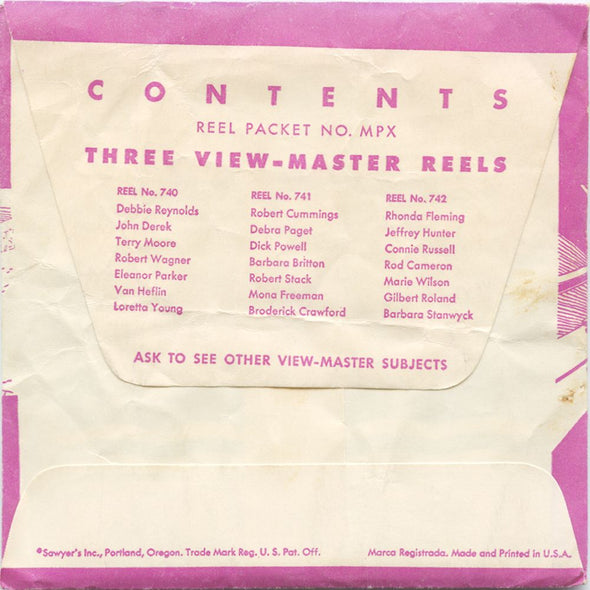 CONTENTS
REEL PACKET NO. MPX
THREE VIEW-MASTER REELS
REEL No. 740
Debbie Reynolds
John Derek
Terry Moore
Robert Wagner
Eleanor Parker
Van Heflin
Loretta Young
REEL No. 741
Robert Cummings
Debra Paget
Dick Powell
Barbara Britton
Robert Stack
Mona Freeman
Broderick Crawford
REEL No. 742
Rhonda Fleming
Jeffrey Hunter
Connie Russell
Rod Cameron
Marie Wilson
Gilbert Roland
Barbara Stanwyck
ASK TO SEE OTHER VIEW-MASTER SUBJECTS
®Sawyer's Inc., Portland, Oregon. Trade Mark Reg. U. S. Pat. Off.
Marca Registrada. Made and Printed in U.S.A.